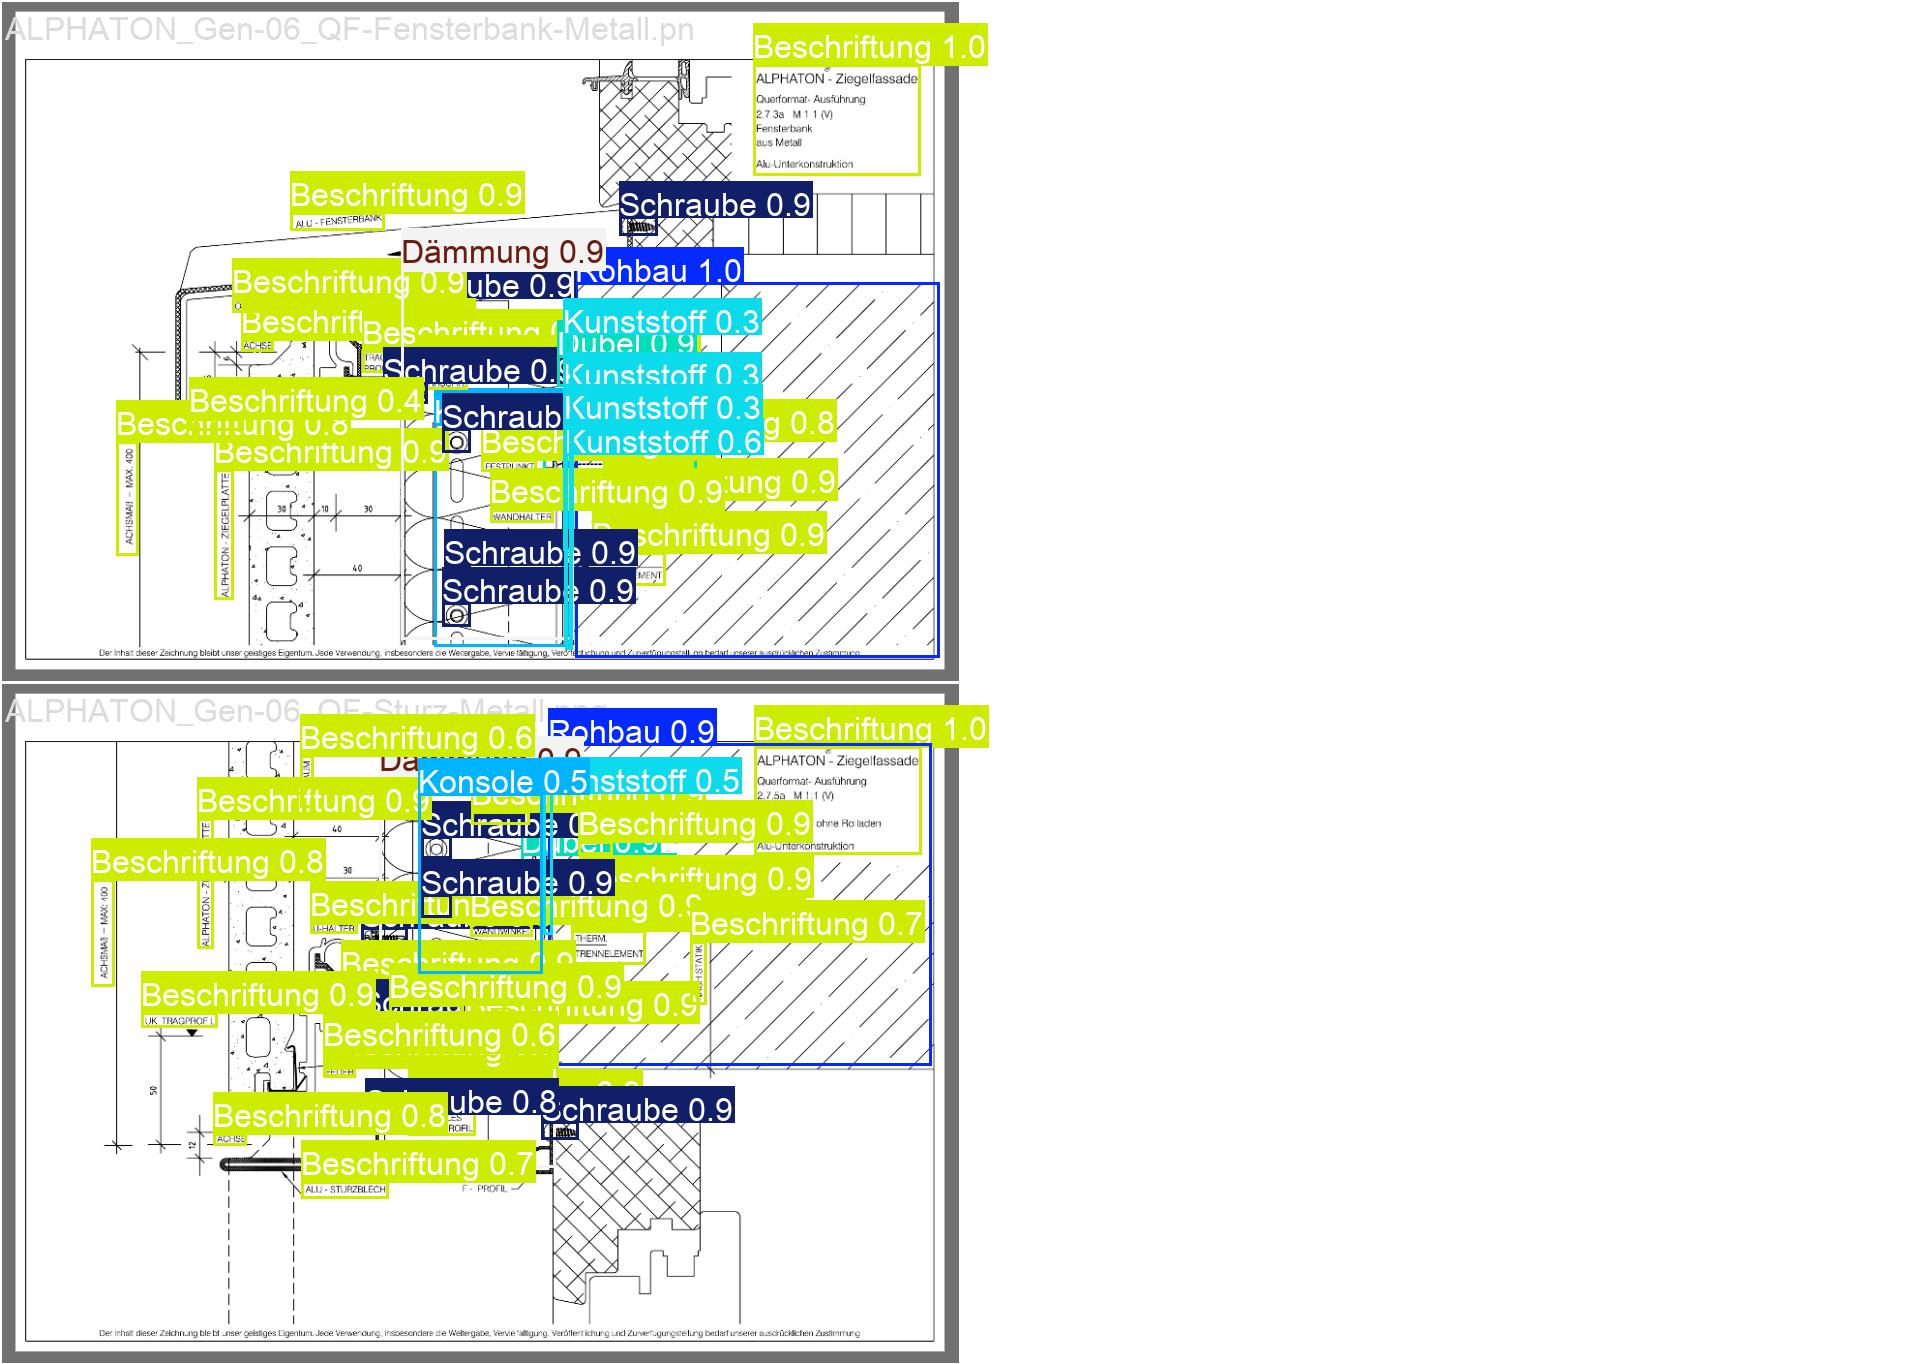 ALPHATON_Gen-06_QF-Fensterbank-Metall.pn
Beschriftung 1.0
ALPHATON - Ziegelfassade
®
Querformat- Ausführung
2.7.3a M 1 1 (V)
Fensterbank
aus Metall
Alu-Unterkonstruktion
Beschriftung 0.9
ALU - FENSTERBANK
Schraube 0.9
Dämmung 0.9
Rohbau 1.0
Beschriftung 0.9
ube 0.9
Kunststoff 0.3
ACHSE
Dübel 0.9
Schraube 0.
Kunststoff 0.3
Beschriftung 0.4
Kunststoff 0.3
Beschriftung 0.8
Schraub
g 0.8
Kunststoff 0.6
Beschriftung 0.9
FESTPUNKT
ACHSMAß – MAX. 400
ALPHATON - ZIEGELPLATTE
Beschriftung 0.9
ung 0.9
WANDHALTER
30
10
30
Beschriftung 0.9
Schraube 0.9
40
EMENT
Schraube 0.9
Der Inhalt dieser Zeichnung bleibt unser geistiges Eigentum. Jede Verwendung, insbesondere die Weitergabe, Vervielfältigung, Veröffentlichung und Zurverfügungstellung bedarf unserer ausdrücklichen Zustimmung
ALPHATON_Gen-06_QF-Sturz-Metall.png
Beschriftung 0.6
Rohbau 0.9
Beschriftung 1.0
ALPHATON - Ziegelfassade
®
Querformat- Ausführung
2.7.5a M 1:1 (V)
ohne Rolladen
Alu-Unterkonstruktion
Konsole 0.5
nststoff 0.5
Beschriftung 0.9
Schraube 0
Beschriftung 0.9
40
Dübel 0.9
Beschriftung 0.8
30
Schraube 0.9
schriftung 0.9
ACHSMAß – MAX: 400
Beschriftung 0.9
Beschriftung 0.7
U-HALTER
WANDWINKE
THERM.
TRENNELEMENT
Beschriftung 0.9
Beschriftung 0.9
Beschriftung 0.9
Beschriftung 0.9
UK TRAGPROFIL
Beschriftung 0.6
FEDER
50
Schraube 0.8
Schraube 0.9
Beschriftung 0.8
ROFIL
ACHSE
12
Beschriftung 0.7
ALU - STURZBLECH
F - PROFIL
Der Inhalt dieser Zeichnung bleibt unser geistiges Eigentum. Jede Verwendung, insbesondere die Weitergabe, Vervielfältigung, Veröffentlichung und Zurverfügungstellung bedarf unserer ausdrücklichen Zustimmung